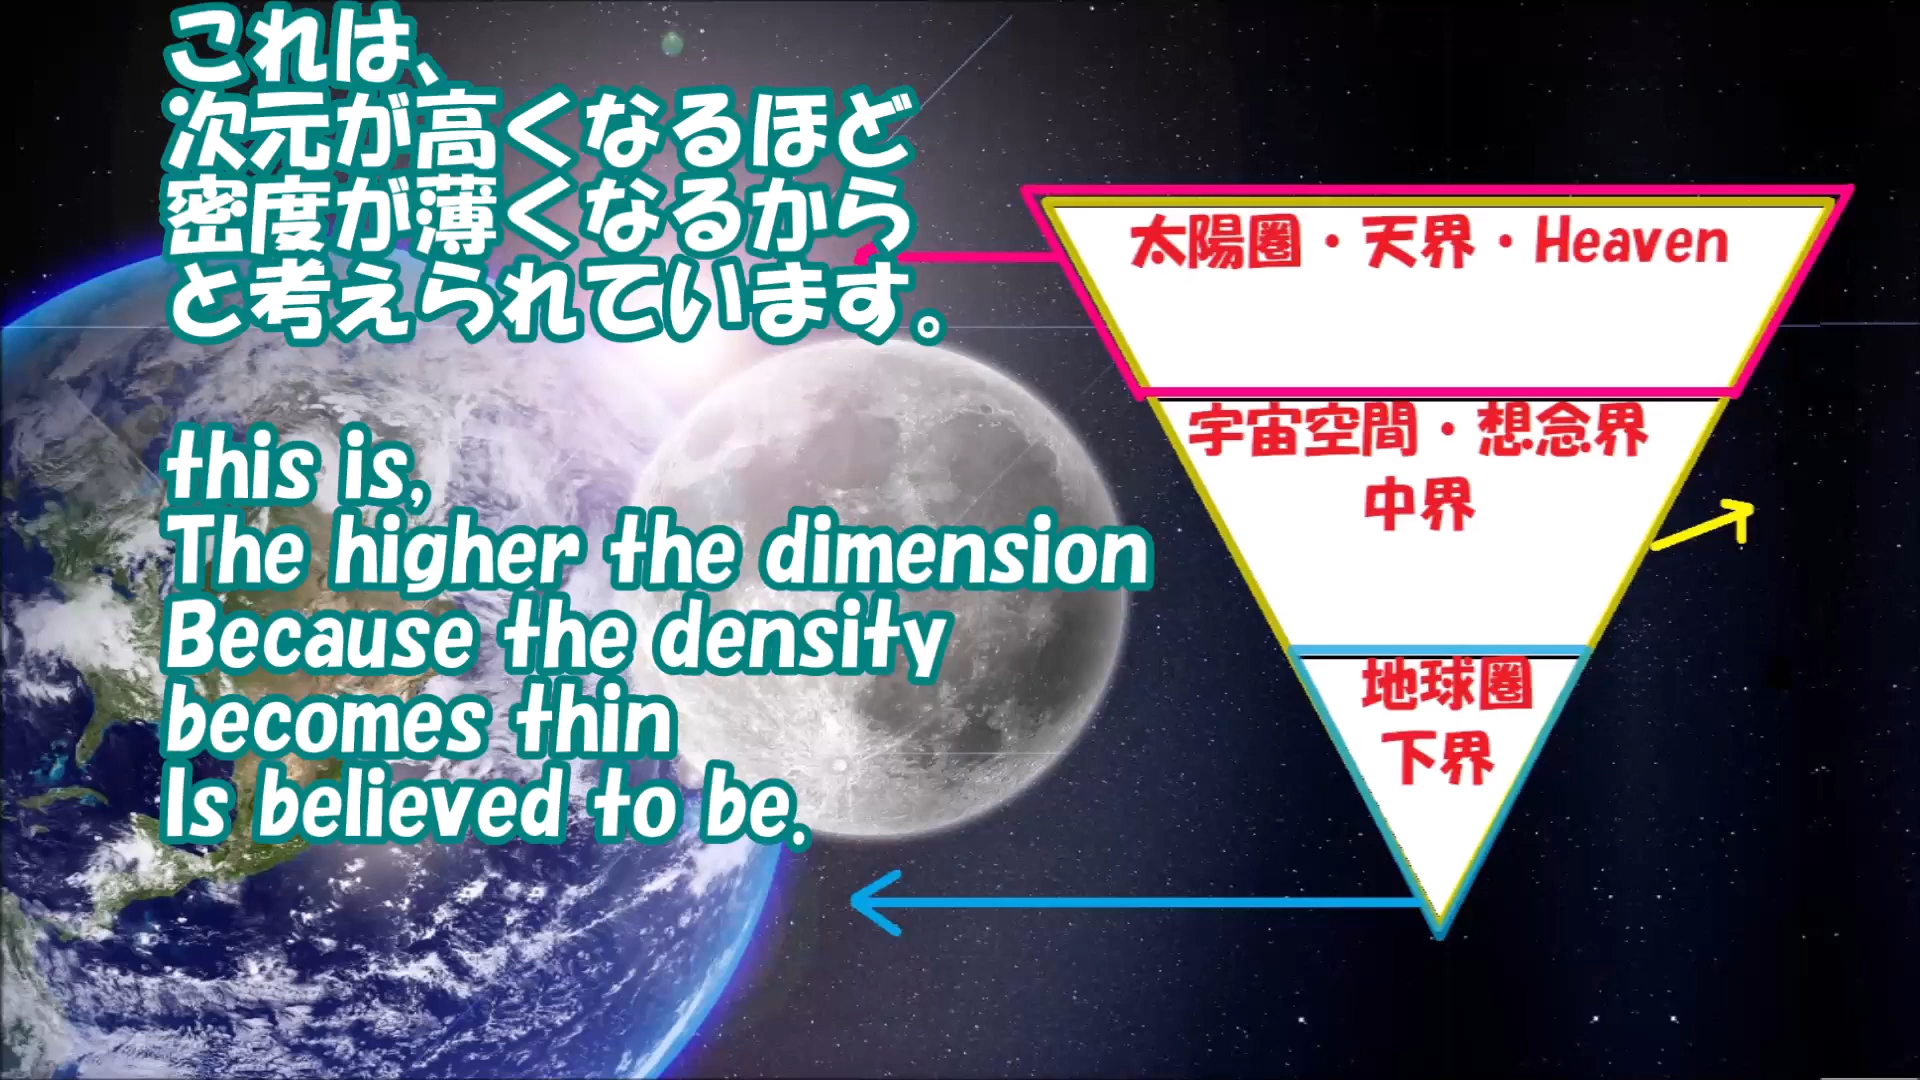 これは、
次元が高くなるほど
密度が薄くなるから
と考えられています。
this is,
The higher the dimension
Because the density
becomes thin
Is believed to be.
太陽圏・天界・Heaven
宇宙空間・想念界
中界
地球圏
下界